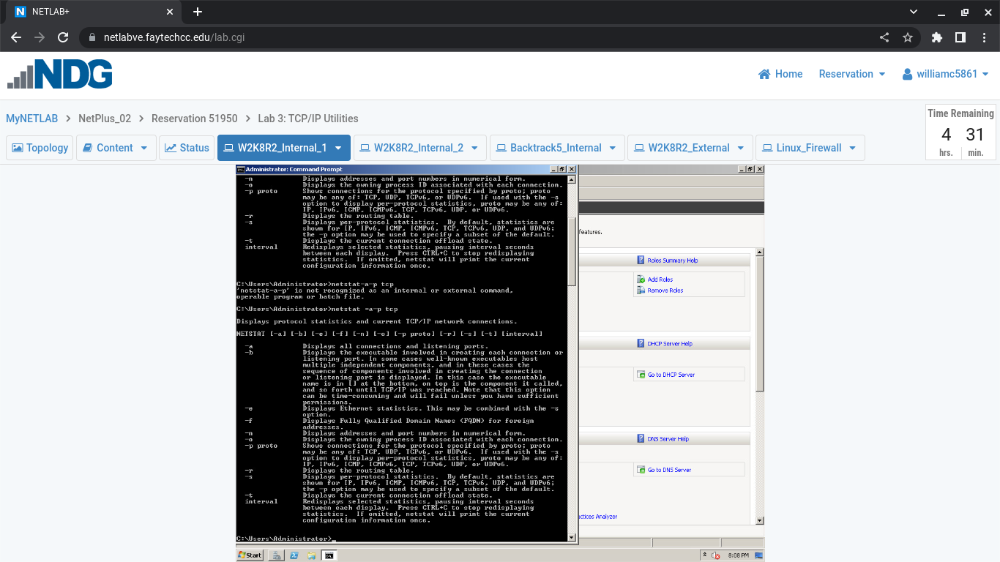 NETLAB+
netlabve.faytechcc.edu/lab.cgi
NDG
Home
Reservation
williamc5861
MyNETLAB > NetPlus_02 > Reservation 51950 > Lab 3: TCP/IP Utilities
Time Remaining
4 31
hrs. min.
Topology
Content
Status
W2K8R2_Internal_1
W2K8R2_Internal_2
Backtrack5_Internal
W2K8R2_External
Linux_Firewall
Administrator: Command Prompt
-n Displays addresses and port numbers in numerical form.
-o Displays the owning process ID associated with each connection.
-p proto Shows connections for the protocol specified by proto; proto
may be any of: TCP, UDP, TCPv6, or UDPv6. If used with the -s
option to display per-protocol statistics, proto may be any of:
IP, IPv6, ICMP, ICMPv6, TCP, TCPv6, UDP, or UDPv6.
-r Displays the routing table.
-s Displays per-protocol statistics. By default, statistics are
shown for IP, IPv6, ICMP, ICMPv6, TCP, TCPv6, UDP, and UDPv6;
the -p option may be used to specify a subset of the default.
-t Displays the current connection offload state.
interval Redisplays selected statistics, pausing interval seconds
between each display. Press CTRL+C to stop redisplaying
statistics. If omitted, netstat will print the current
configuration information once.
C:\Users\Administrator>netstat-a-p tcp
'netstat-a-p' is not recognized as an internal or external command,
operable program or batch file.
C:\Users\Administrator>netstat -a-p tcp
Displays protocol statistics and current TCP/IP network connections.
NETSTAT [-a] [-b] [-e] [-f] [-n] [-o] [-p proto] [-r] [-s] [-t] [interval]
-a Displays all connections and listening ports.
-b Displays the executable involved in creating each connection or
listening port. In some cases well-known executables host
multiple independent components, and in these cases the
sequence of components involved in creating the connection
or listening port is displayed. In this case the executable
name is in [] at the bottom, on top is the component it called,
and so forth until TCP/IP was reached. Note that this option
can be time-consuming and will fail unless you have sufficient
permissions.
-e Displays Ethernet statistics. This may be combined with the -s
option.
-f Displays Fully Qualified Domain Names (FQDN) for foreign
addresses.
-n Displays addresses and port numbers in numerical form.
-o Displays the owning process ID associated with each connection.
-p proto Shows connections for the protocol specified by proto; proto
may be any of: TCP, UDP, TCPv6, or UDPv6. If used with the -s
option to display per-protocol statistics, proto may be any of:
IP, IPv6, ICMP, ICMPv6, TCP, TCPv6, UDP, or UDPv6.
-r Displays the routing table.
-s Displays per-protocol statistics. By default, statistics are
shown for IP, IPv6, ICMP, ICMPv6, TCP, TCPv6, UDP, and UDPv6;
the -p option may be used to specify a subset of the default.
-t Displays the current connection offload state.
interval Redisplays selected statistics, pausing interval seconds
between each display. Press CTRL+C to stop redisplaying
statistics. If omitted, netstat will print the current
configuration information once.
C:\Users\Administrator>_
features.
Roles Summary Help
Add Roles
Remove Roles
DHCP Server Help
Go to DHCP Server
DNS Server Help
Go to DNS Server
actices Analyzer
Start
8:08 PM